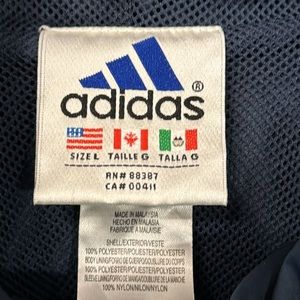 ®
adidas
SIZE L TAILLE G TALLA G
RN# 88387
CA# 00411
MADE IN MALAYSIA
HECHO EN MALASIA
FABRIQUE A MALAISIE
SHELL/EXTERIOR/VESTE
100% POLYESTER/POLIESTER/POLYESTER
100% POLYESTER/POLIESTER/POLYESTER
100% NYLON/NILON/NYLON